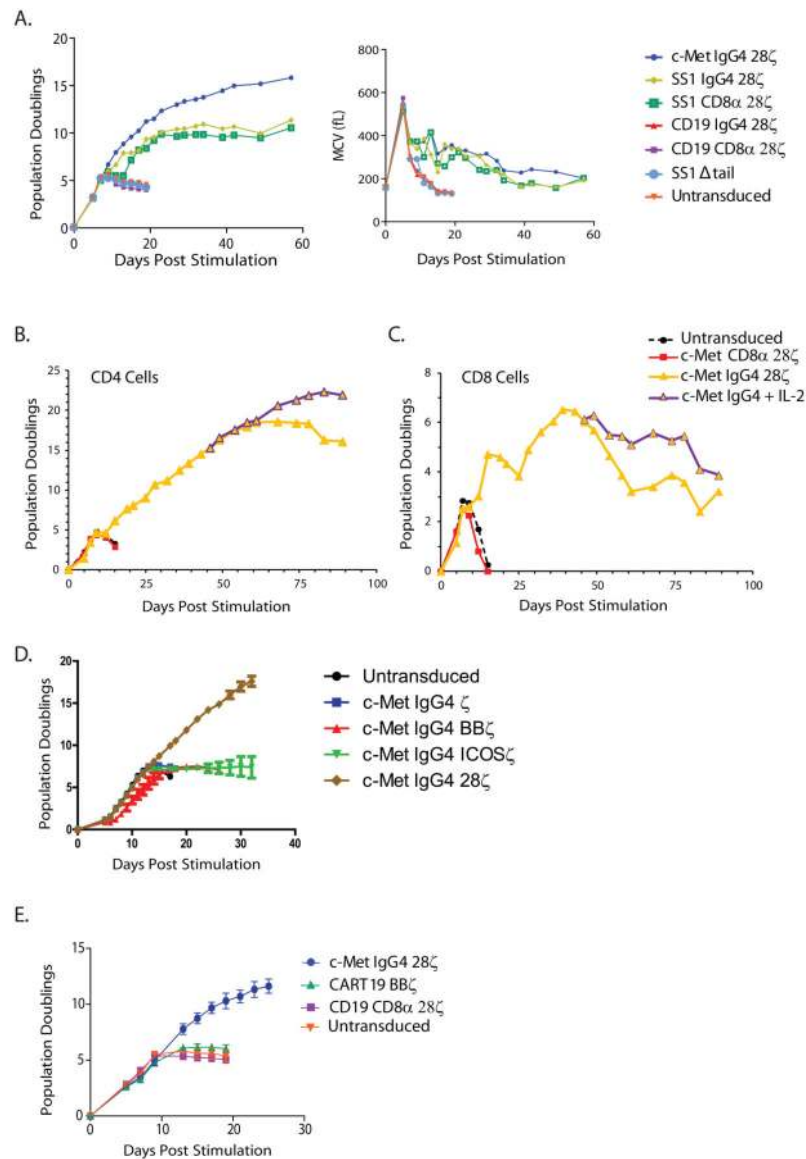 A.
Population Doublings
20
15
10
5
0
0 20 40 60
Days Post Stimulation
MCV (fL)
800
600
400
200
0
0 20 40 60
Days Post Stimulation
c-Met IgG4 28ζ
SS1 IgG4 28ζ
SS1 CD8α 28ζ
CD19 IgG4 28ζ
CD19 CD8α 28ζ
SS1 Δtail
Untransduced
B.
CD4 Cells
Population Doublings
25
20
15
10
5
0
0 25 50 75 100
Days Post Stimulation
C.
CD8 Cells
Population Doublings
8
6
4
2
0
0 25 50 75 100
Days Post Stimulation
Untransduced
c-Met CD8α 28ζ
c-Met IgG4 28ζ
c-Met IgG4 + IL-2
D.
Population Doublings
20
15
10
5
0
0 10 20 30 40
Days Post Stimulation
Untransduced
c-Met IgG4 ζ
c-Met IgG4 BBζ
c-Met IgG4 ICOSζ
c-Met IgG4 28ζ
E.
Population Doublings
15
10
5
0
0 10 20 30
Days Post Stimulation
c-Met IgG4 28ζ
CART19 BBζ
CD19 CD8α 28ζ
Untransduced